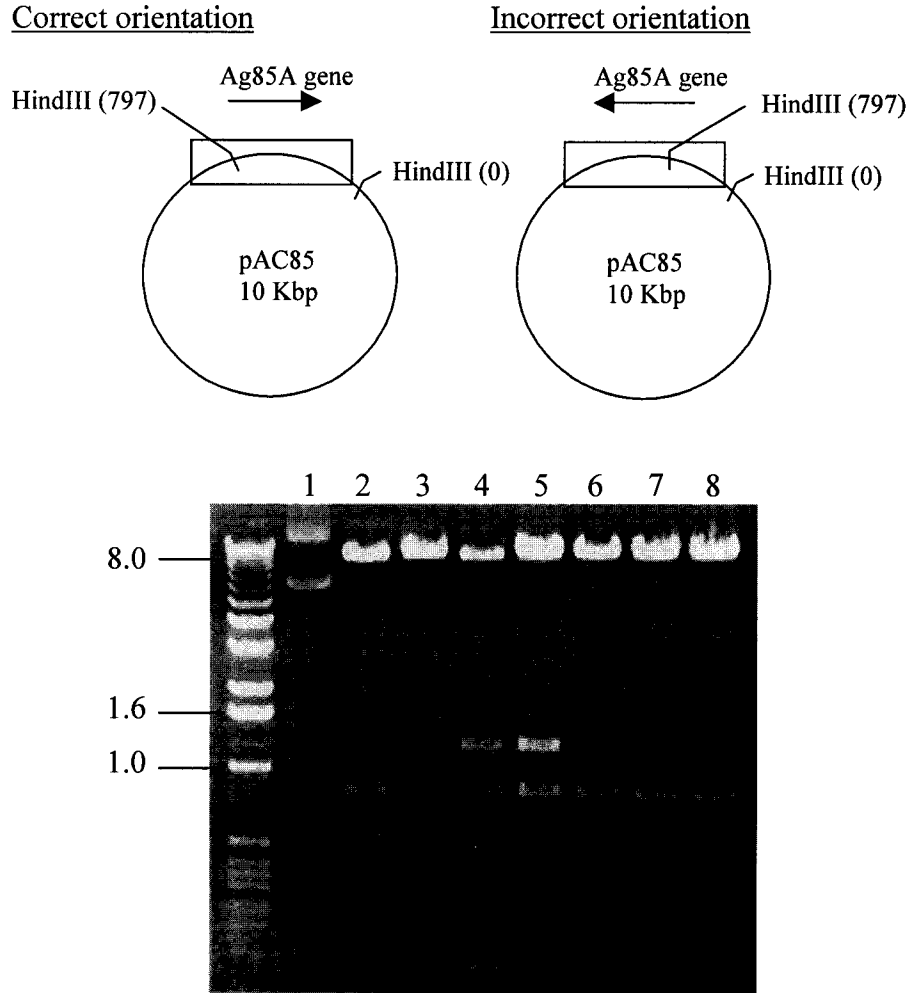 Correct orientation
Incorrect orientation
Ag85A gene
HindIII (797)
HindIII (0)
pAC85
10 Kbp
Ag85A gene
HindIII (797)
HindIII (0)
pAC85
10 Kbp
1 2 3 4 5 6 7 8
8.0
1.6
1.0